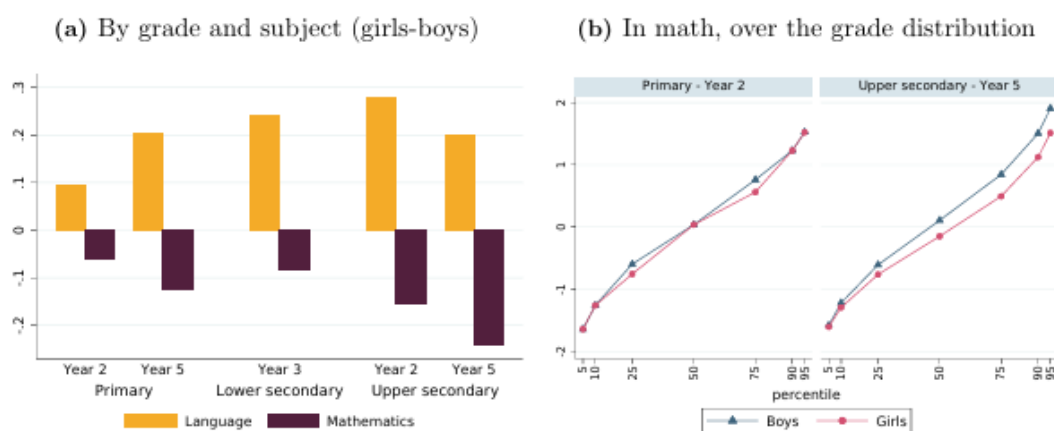 (a) By grade and subject (girls-boys)
.3
.2
.1
0
-.1
-.2
Year 2 Year 5 Year 3 Year 2 Year 5
Primary Lower secondary Upper secondary
Language Mathematics
(b) In math, over the grade distribution
Primary - Year 2 Upper secondary - Year 5
2
1
0
-1
-2
5 10 25 50 75 90 95 5 10 25 50 75 90 95
percentile
Boys Girls